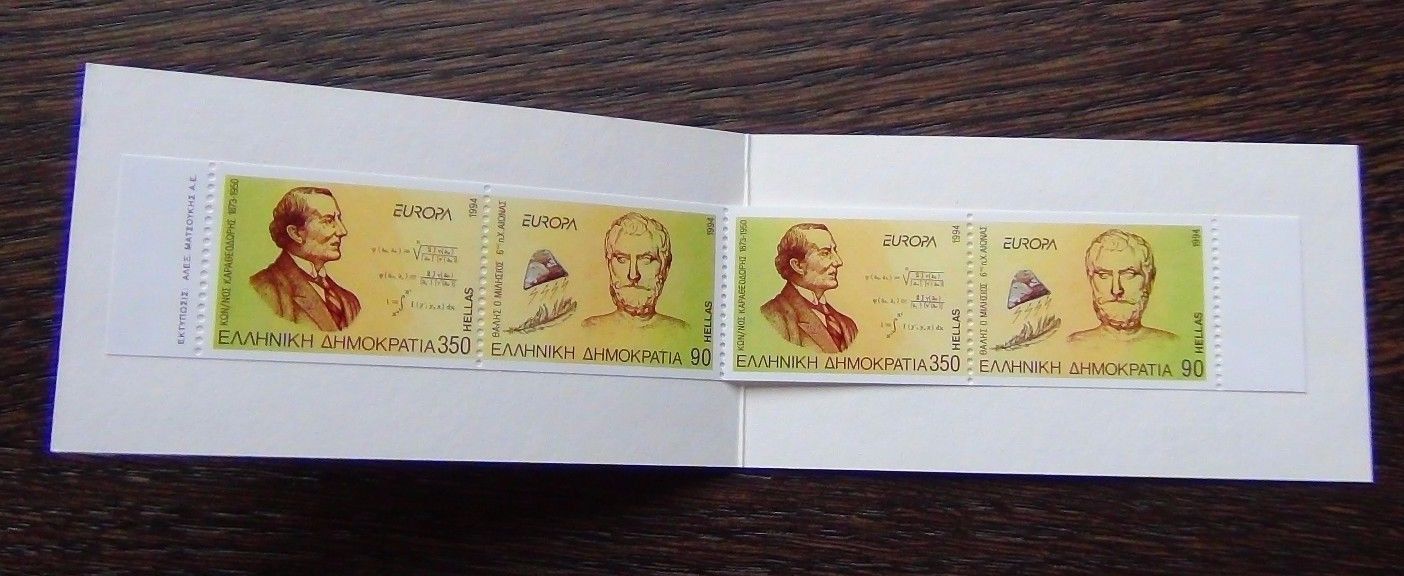 ΕΚΤΥΠΩΣΙΣ: ΑΛΕΞ. ΜΑΤΣΟΥΚΗΣ Α.Ε.
ΚΩΝ/ΝΟΣ ΚΑΡΑΘΕΟΔΩΡΗΣ 1873-1950
EUROPA
1994
HELLAS
ΕΛΛΗΝΙΚΗ ΔΗΜΟΚΡΑΤΙΑ 350
EUROPA
ΘΑΛΗΣ Ο ΜΙΛΗΣΙΟΣ 6ος π.Χ. ΑΙΩΝΑΣ
1994
HELLAS
ΕΛΛΗΝΙΚΗ ΔΗΜΟΚΡΑΤΙΑ 90
ΚΩΝ/ΝΟΣ ΚΑΡΑΘΕΟΔΩΡΗΣ 1873-1950
EUROPA
1994
HELLAS
ΕΛΛΗΝΙΚΗ ΔΗΜΟΚΡΑΤΙΑ 350
EUROPA
ΘΑΛΗΣ Ο ΜΙΛΗΣΙΟΣ 6ος π.Χ. ΑΙΩΝΑΣ
1994
HELLAS
ΕΛΛΗΝΙΚΗ ΔΗΜΟΚΡΑΤΙΑ 90